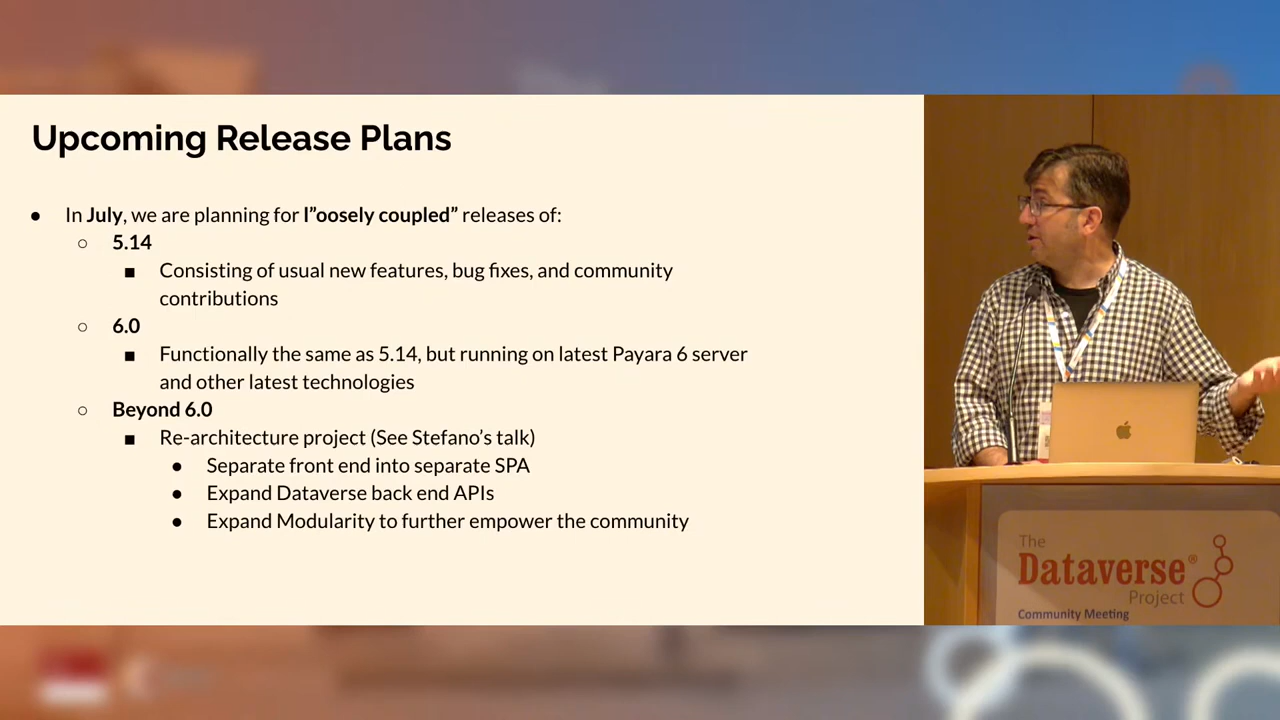 Upcoming Release Plans
● In July, we are planning for l”oosely coupled” releases of:
○ 5.14
■ Consisting of usual new features, bug fixes, and community
contributions
○ 6.0
■ Functionally the same as 5.14, but running on latest Payara 6 server
and other latest technologies
○ Beyond 6.0
■ Re-architecture project (See Stefano’s talk)
● Separate front end into separate SPA
● Expand Dataverse back end APIs
● Expand Modularity to further empower the community
The
Dataverse®
Project
Community Meeting